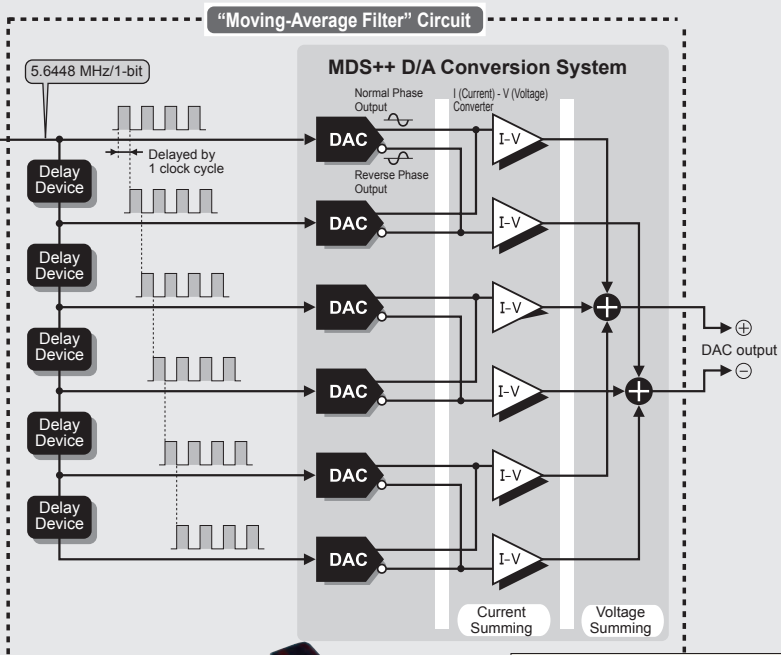 “Moving-Average Filter” Circuit
5.6448 MHz/1-bit
MDS++ D/A Conversion System
Normal Phase
Output
I (Current) - V (Voltage)
Converter
Delayed by
1 clock cycle
DAC
I-V
Reverse Phase
Output
Delay
Device
DAC
I-V
Delay
Device
DAC
I-V
+
⊕
Delay
Device
DAC output
⊖
DAC
I-V
+
Delay
Device
DAC
I-V
Delay
Device
DAC
I-V
Current
Summing
Voltage
Summing